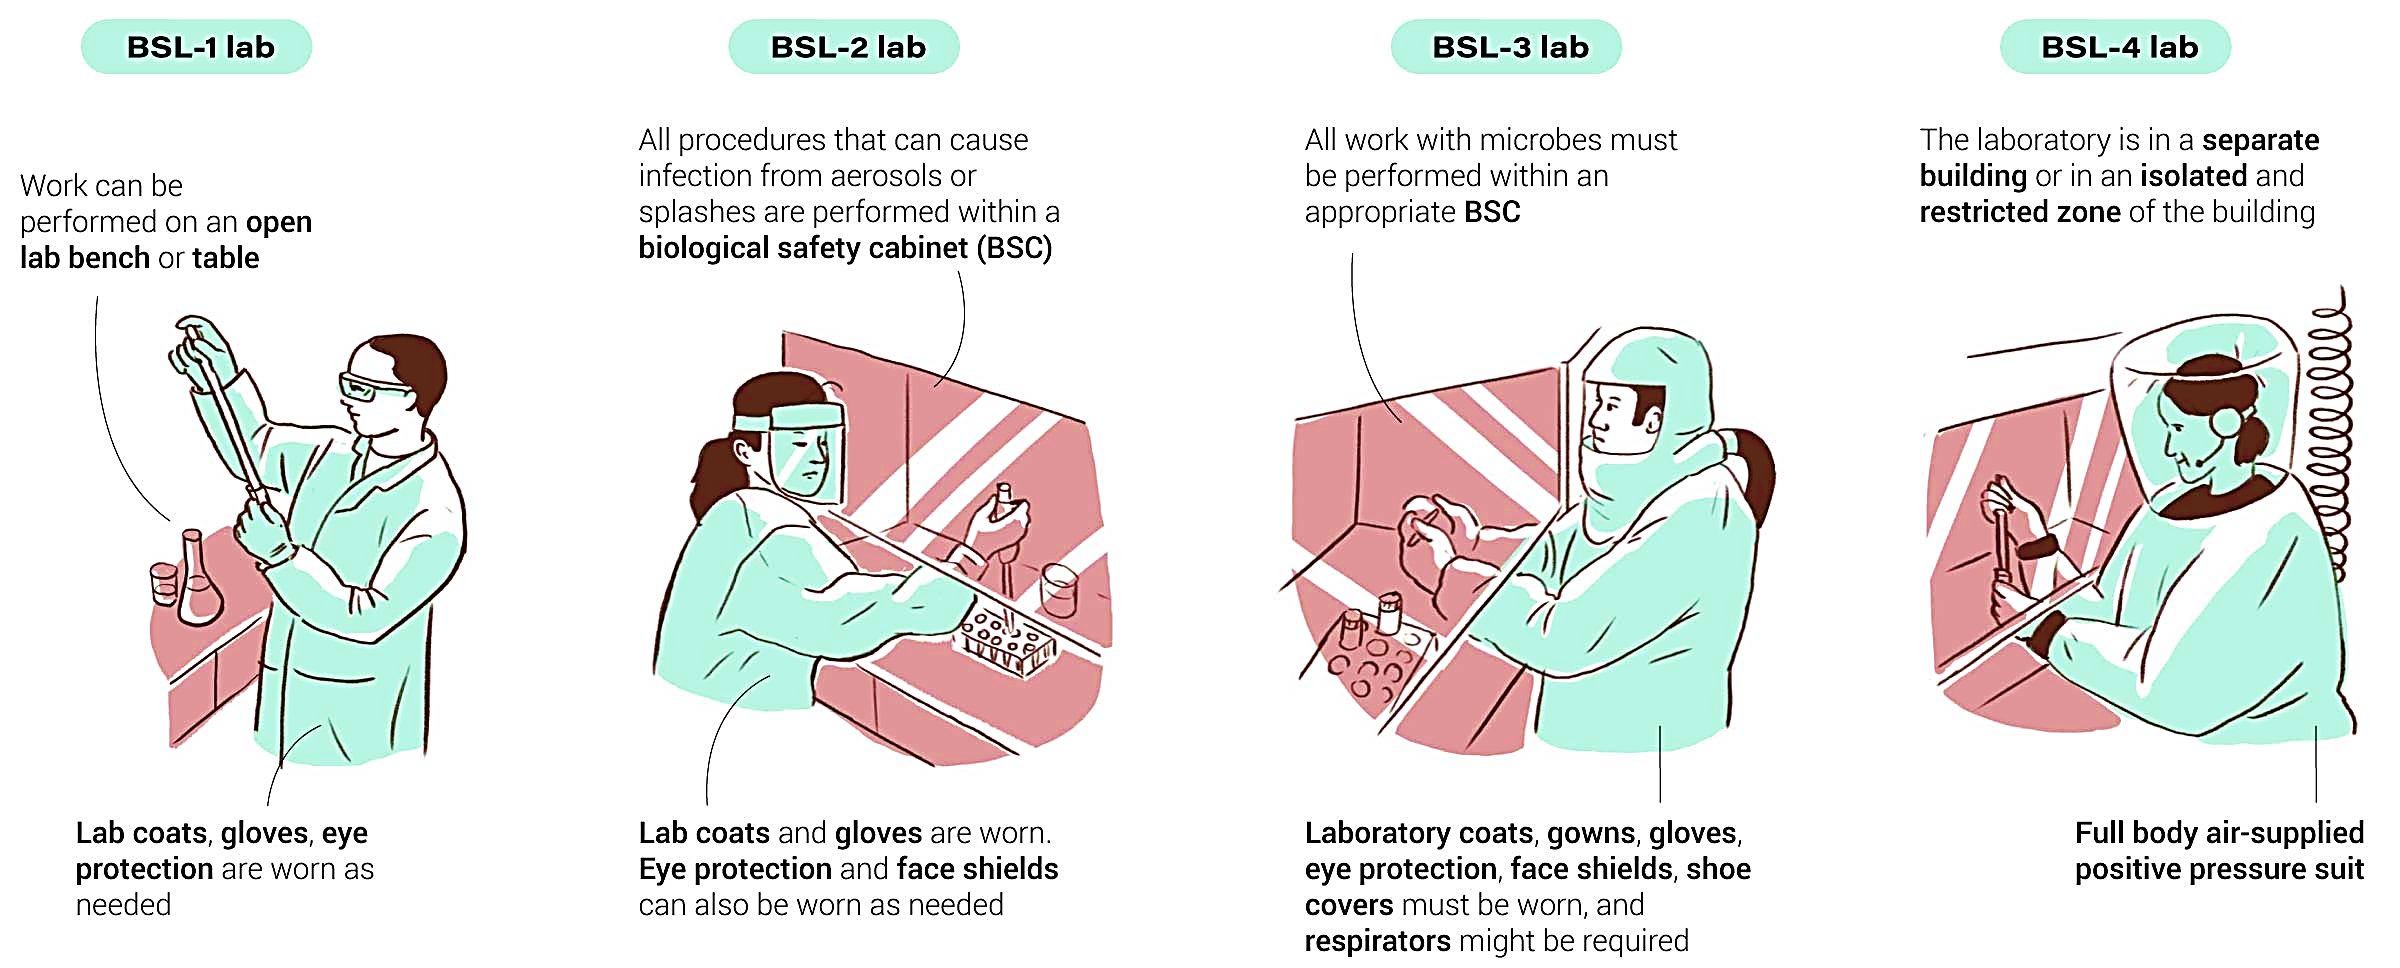 BSL-1 lab
Work can be
performed on an open
lab bench or table
Lab coats, gloves, eye
protection are worn as
needed
BSL-2 lab
All procedures that can cause
infection from aerosols or
splashes are performed within a
biological safety cabinet (BSC)
Lab coats and gloves are worn.
Eye protection and face shields
can also be worn as needed
BSL-3 lab
All work with microbes must
be performed within an
appropriate BSC
Laboratory coats, gowns, gloves,
eye protection, face shields, shoe
covers must be worn, and
respirators might be required
BSL-4 lab
The laboratory is in a separate
building or in an isolated and
restricted zone of the building
Full body air-supplied
positive pressure suit